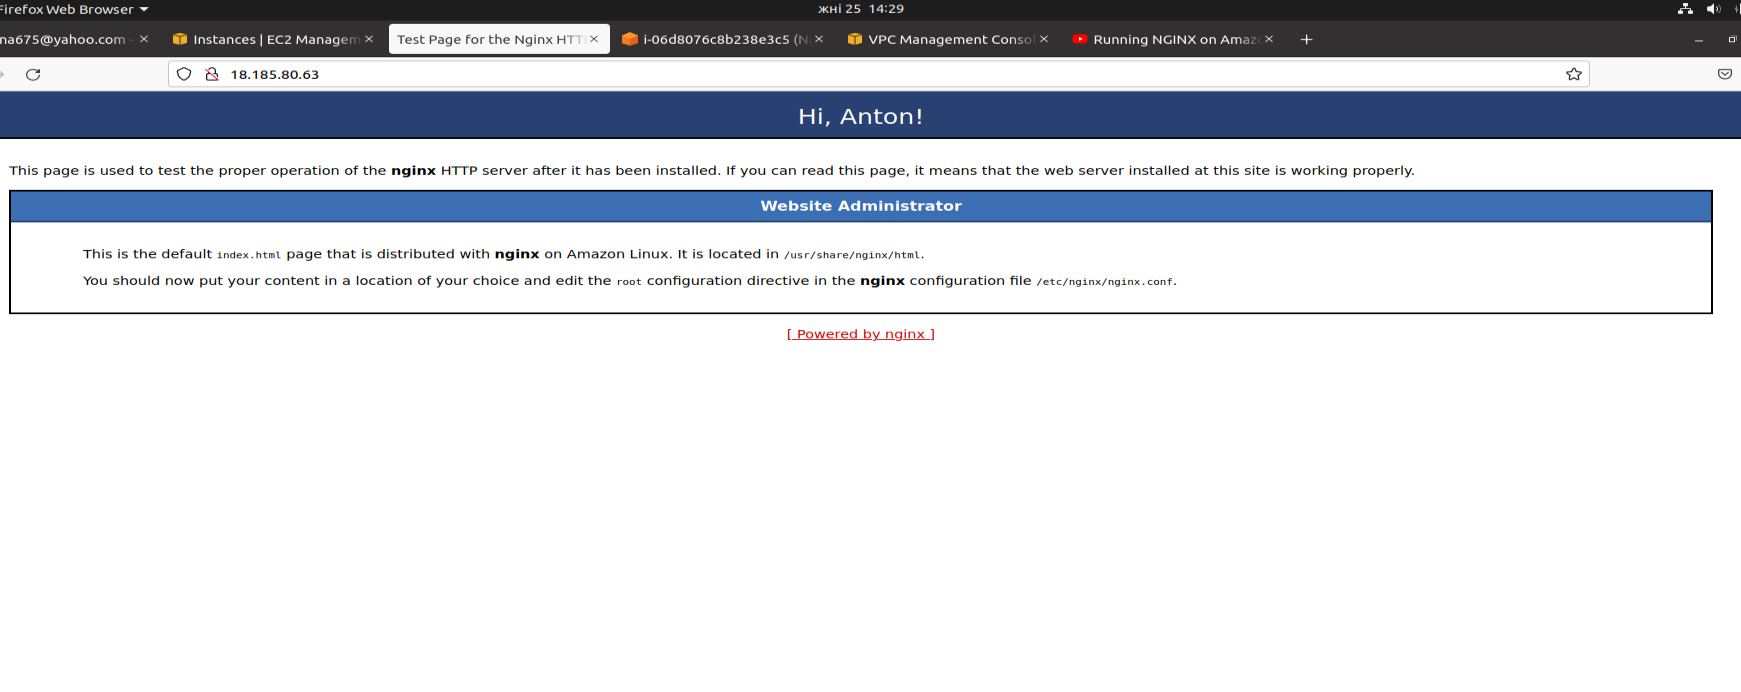 Firefox Web Browser жні 25 14:29
na675@yahoo.com - Instances | EC2 Managem Test Page for the Nginx HTT i-06d8076c8b238e3c5 (N VPC Management Conso Running NGINX on Amaz
18.185.80.63
Hi, Anton!
This page is used to test the proper operation of the nginx HTTP server after it has been installed. If you can read this page, it means that the web server installed at this site is working properly.
Website Administrator
This is the default index.html page that is distributed with nginx on Amazon Linux. It is located in /usr/share/nginx/html.
You should now put your content in a location of your choice and edit the root configuration directive in the nginx configuration file /etc/nginx/nginx.conf.
[ Powered by nginx ]